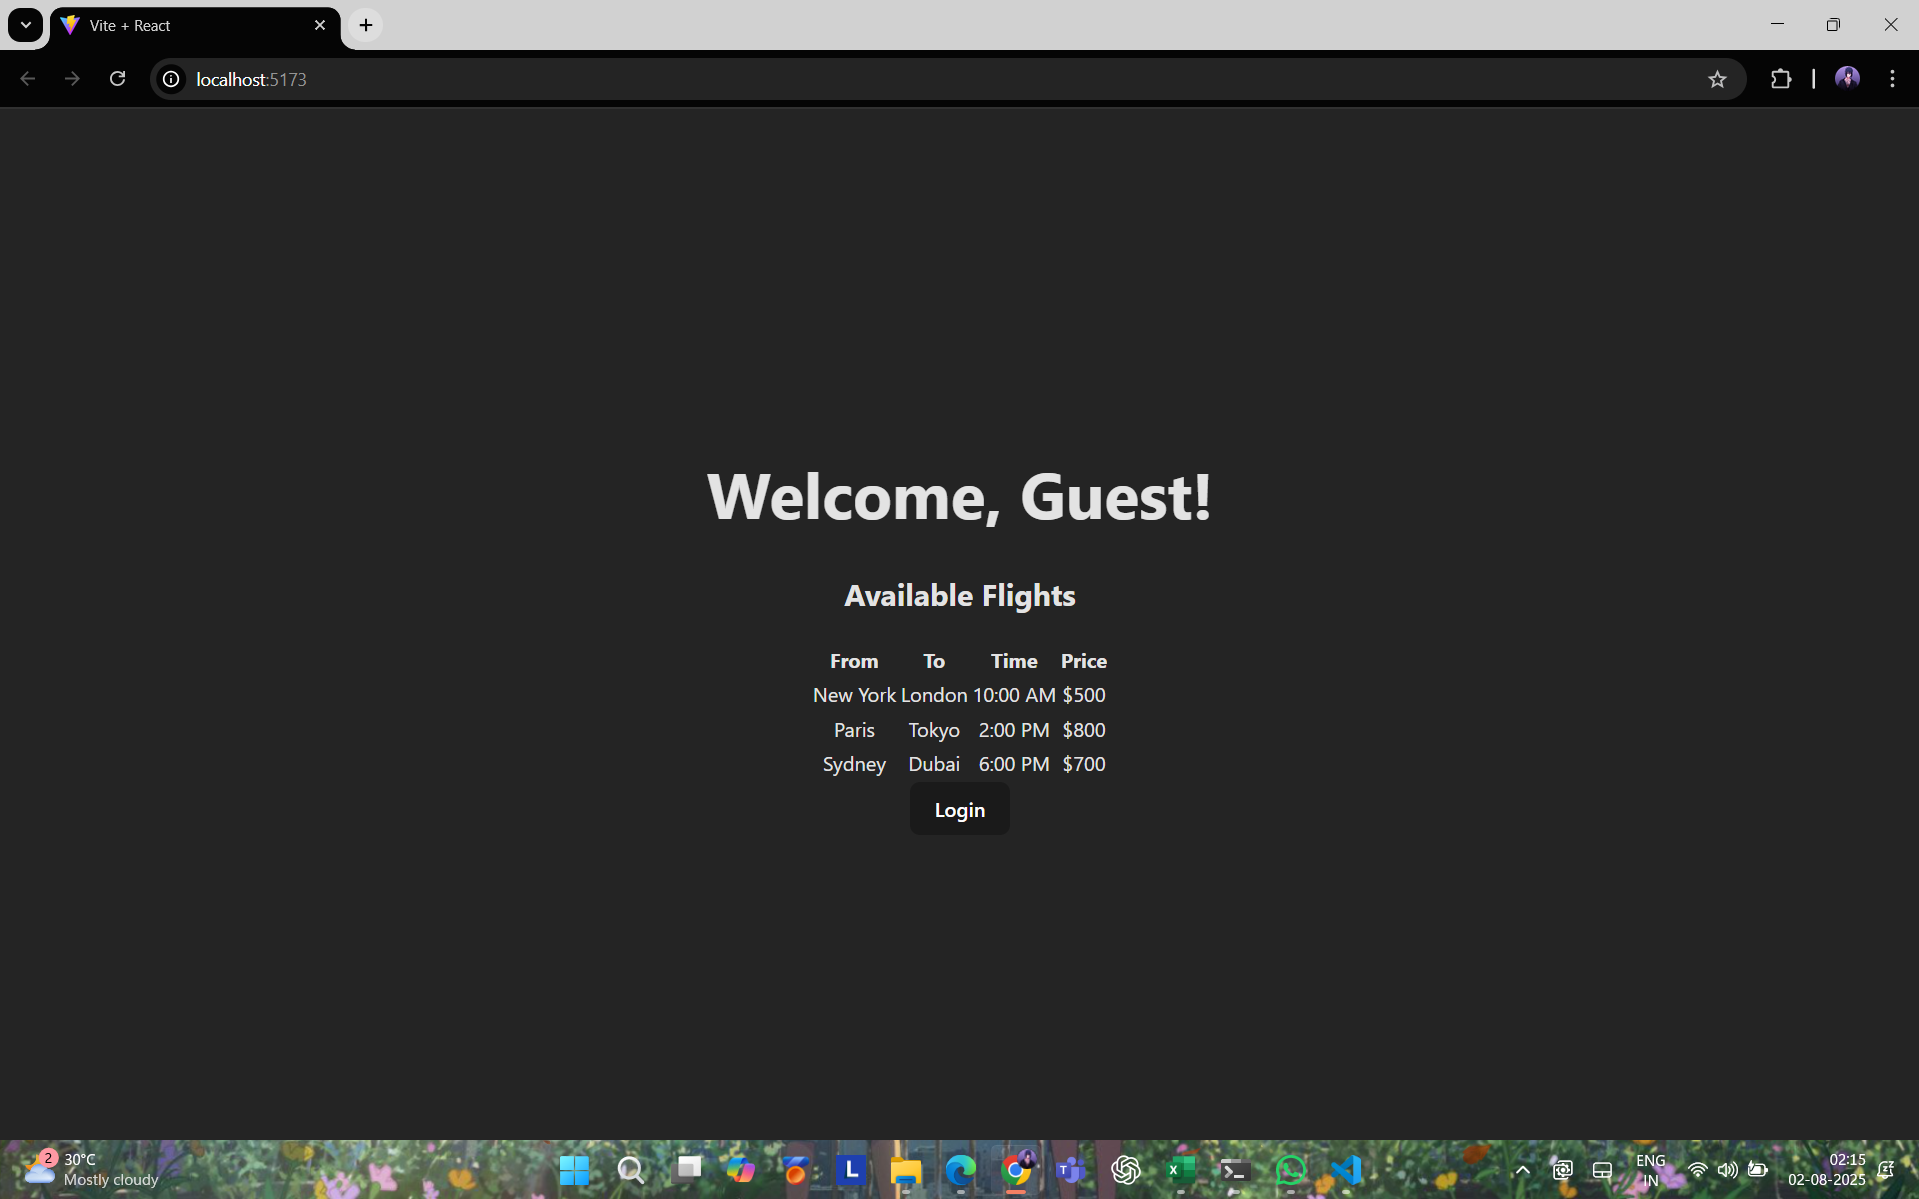 Vite + React
localhost:5173
Welcome, Guest!
Available Flights
From To Time Price
New York London 10:00 AM $500
Paris Tokyo 2:00 PM $800
Sydney Dubai 6:00 PM $700
Login
2
30°C
Mostly cloudy
L
T
X
ENG
IN
02:15
02-08-2025